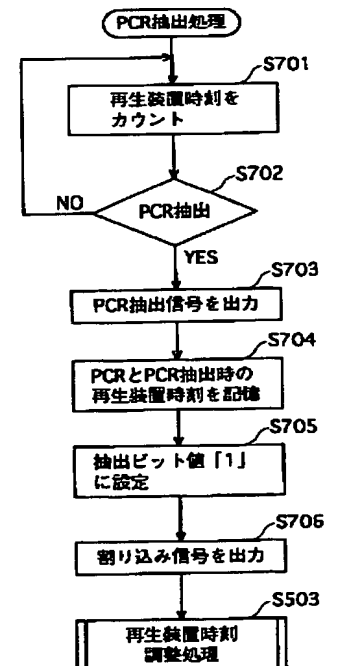 PCR抽出処理
S701
再生装置時刻を
カウント
S702
PCR抽出
NO
YES
S703
PCR抽出信号を出力
S704
PCRとPCR抽出時の
再生装置時刻を記憶
S705
抽出ビット値「1」
に設定
S706
割り込み信号を出力
S503
再生装置時刻
調整処理